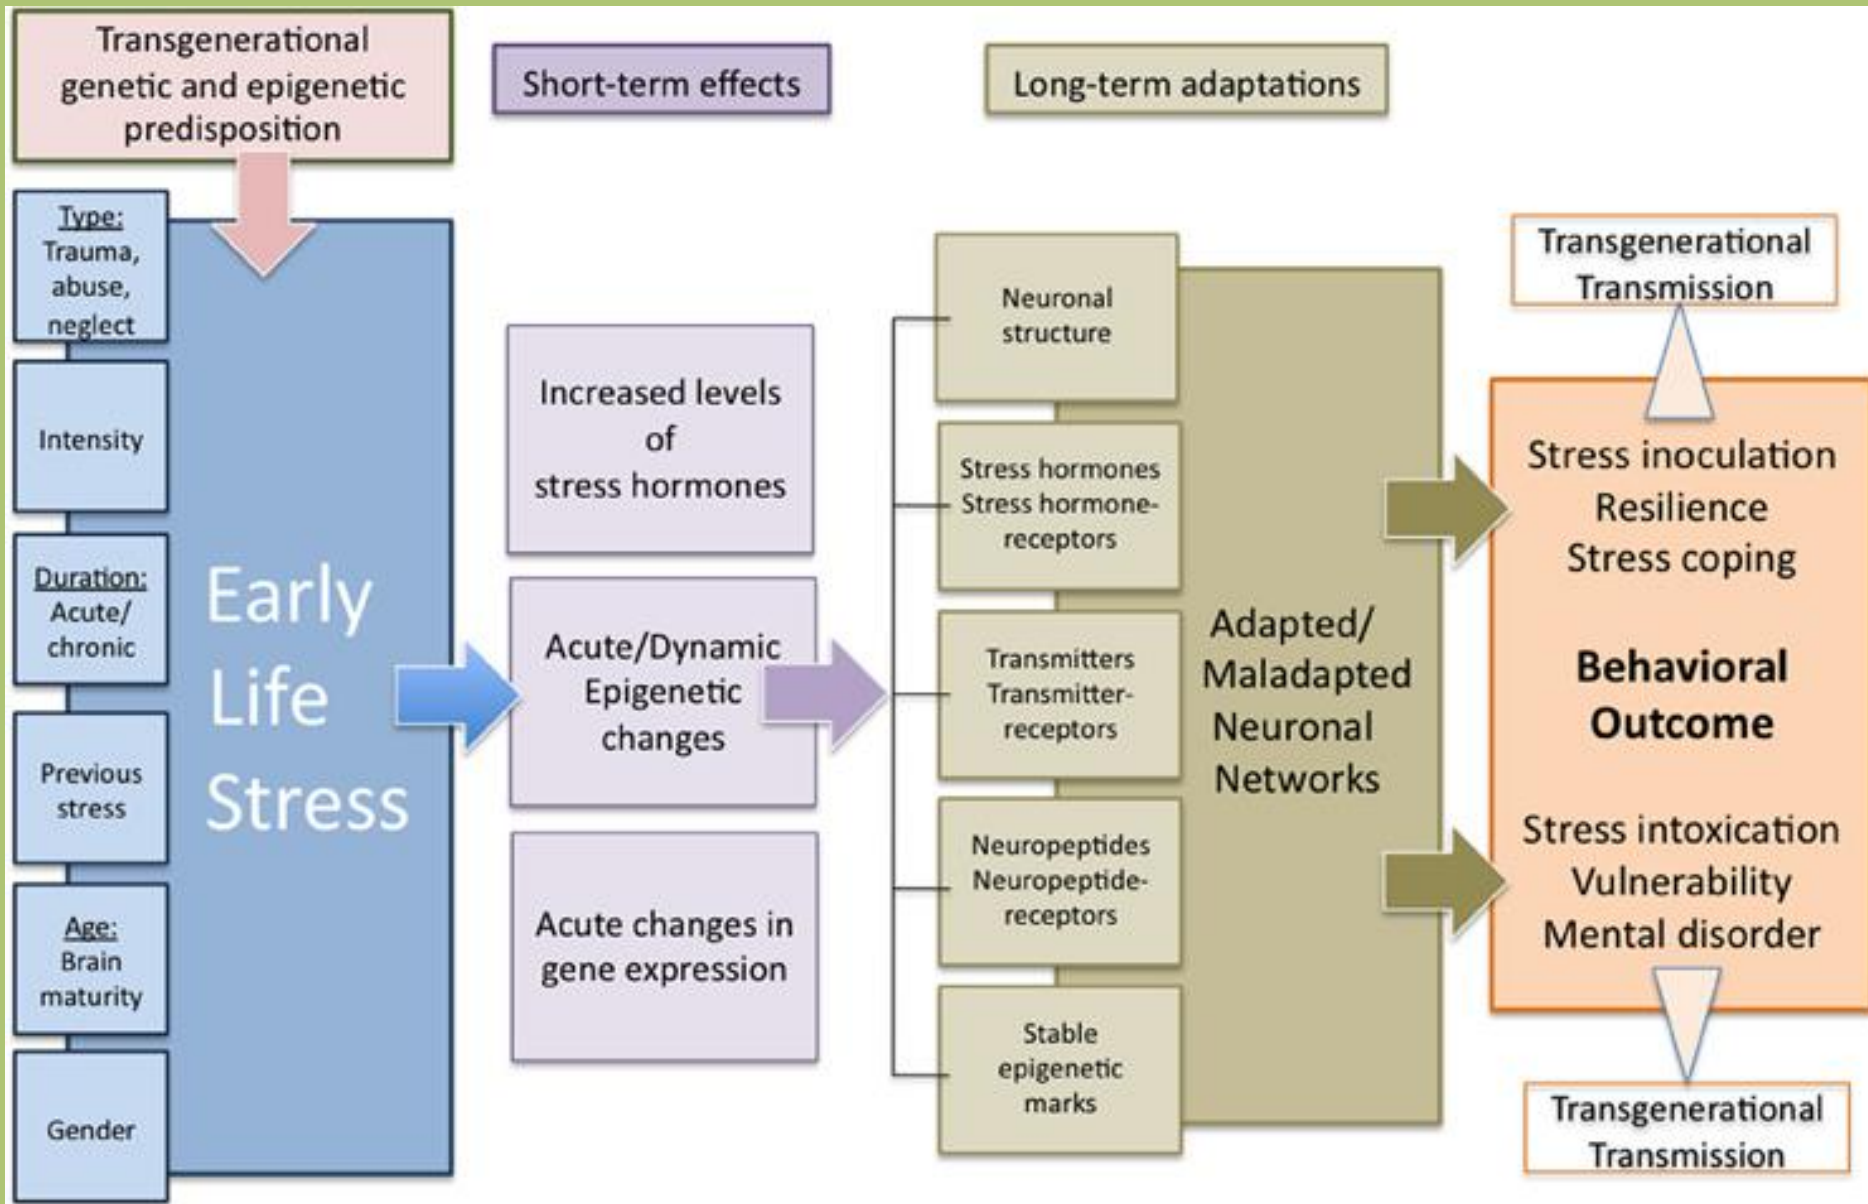 Transgenerational
genetic and epigenetic
predisposition
Short-term effects
Long-term adaptations
Type:
Trauma,
abuse,
neglect
Intensity
Duration:
Acute/
chronic
Previous
stress
Age:
Brain
maturity
Gender
Early
Life
Stress
Increased levels
of
stress hormones
Acute/Dynamic
Epigenetic
changes
Acute changes in
gene expression
Neuronal
structure
Stress hormones
Stress hormone-
receptors
Transmitters
Transmitter-
receptors
Neuropeptides
Neuropeptide-
receptors
Stable
epigenetic
marks
Adapted/
Maladapted
Neuronal
Networks
Transgenerational
Transmission
Stress inoculation
Resilience
Stress coping
Behavioral
Outcome
Stress intoxication
Vulnerability
Mental disorder
Transgenerational
Transmission